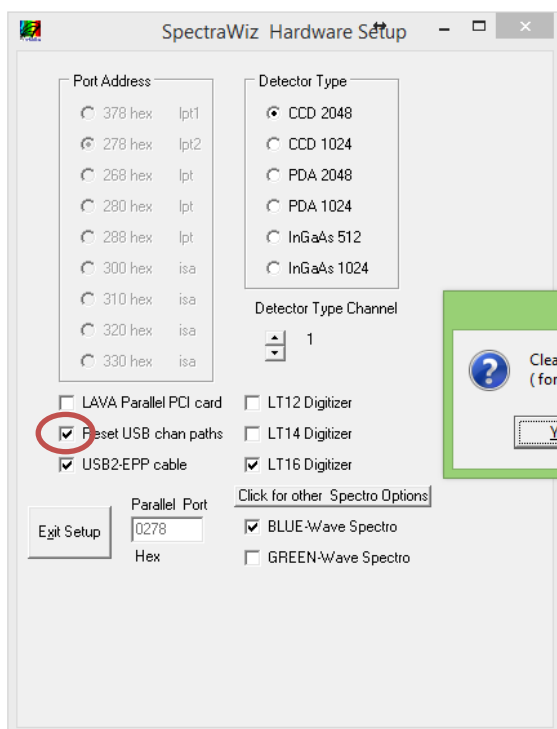 SpectraWiz Hardware Setup
Port Address
378 hex lpt1
278 hex lpt2
268 hex lpt
280 hex lpt
288 hex lpt
300 hex isa
310 hex isa
320 hex isa
330 hex isa
Detector Type
CCD 2048
CCD 1024
PDA 2048
PDA 1024
InGaAs 512
InGaAs 1024
Detector Type Channel
1
LAVA Parallel PCI card
Reset USB chan paths
USB2-EPP cable
LT12 Digitizer
LT14 Digitizer
LT16 Digitizer
Click for other Spectro Options
Exit Setup
Parallel Port
0278
Hex
BLUE-Wave Spectro
GREEN-Wave Spectro
Clea
( for
Y